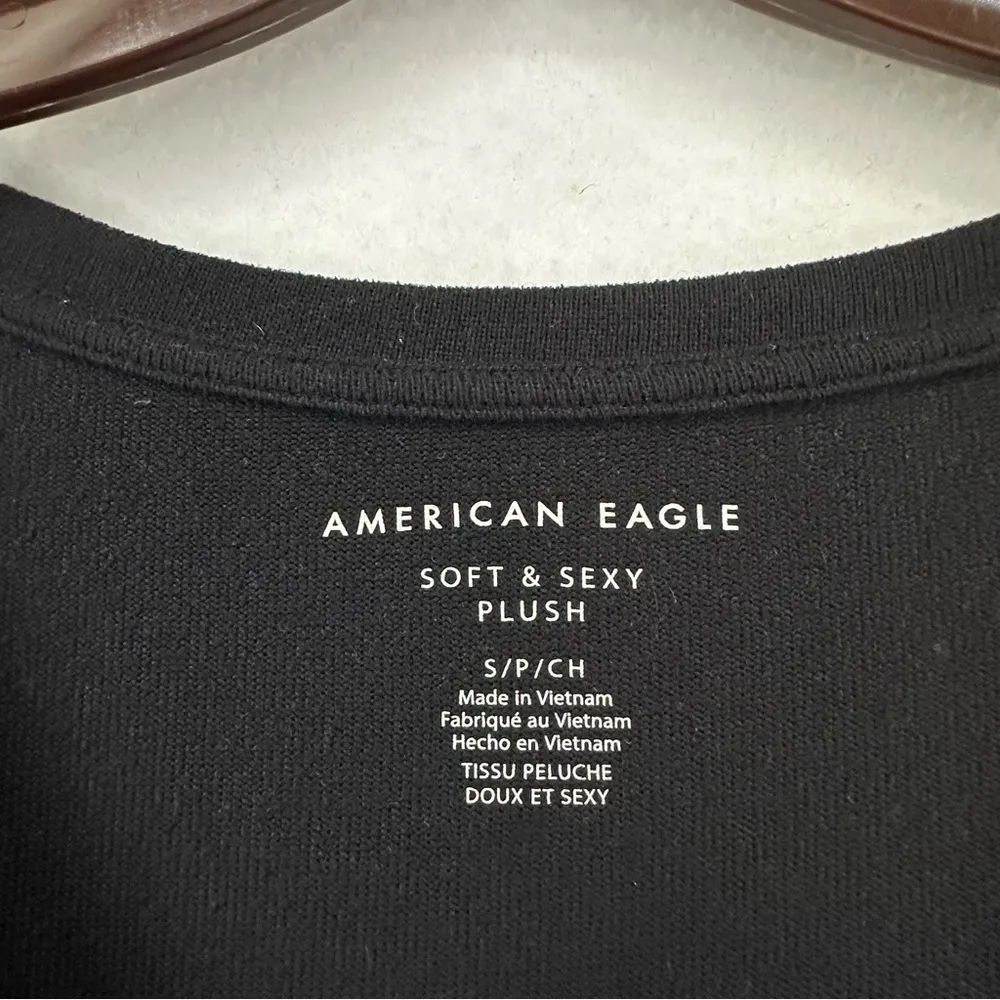 AMERICAN EAGLE
SOFT & SEXY
PLUSH
S/P/CH
Made in Vietnam
Fabriqué au Vietnam
Hecho en Vietnam
TISSU PELUCHE
DOUX ET SEXY